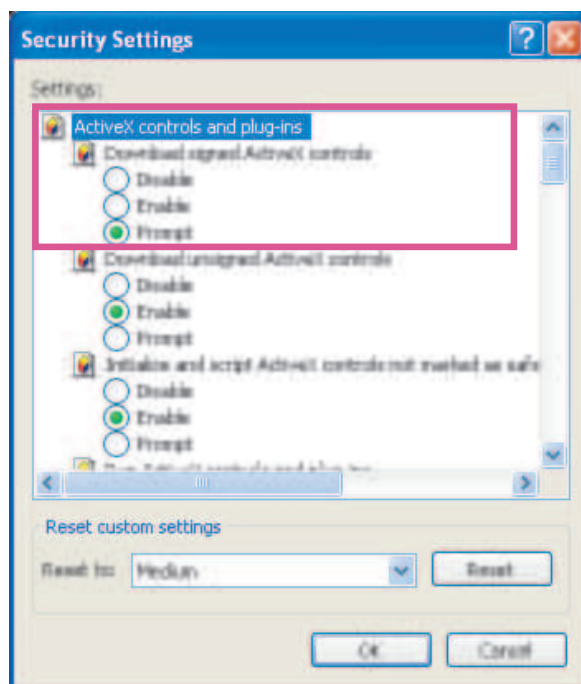 Security Settings
Settings:
ActiveX controls and plug-ins
Download signed ActiveX controls
Disable
Enable
Prompt
Download unsigned ActiveX controls
Disable
Enable
Prompt
Initialize and script ActiveX controls not marked as safe
Disable
Enable
Prompt
Reset custom settings
Reset to:
Medium
Reset
OK
Cancel